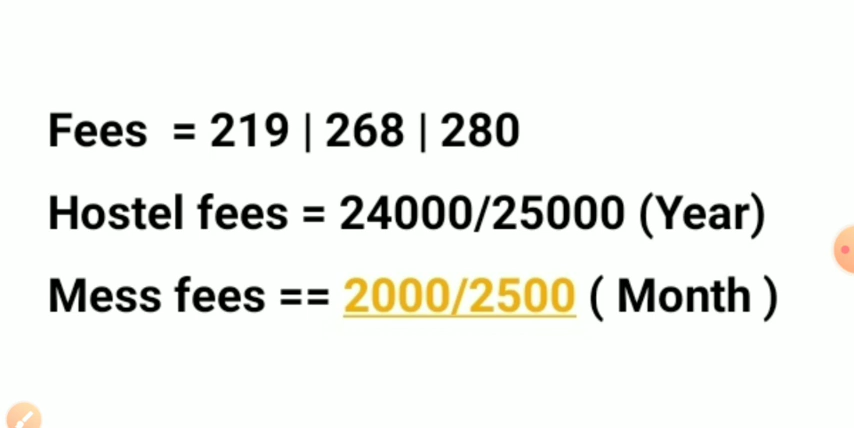 Fees = 219 | 268 | 280
Hostel fees = 24000/25000 (Year)
Mess fees == 2000/2500 ( Month )